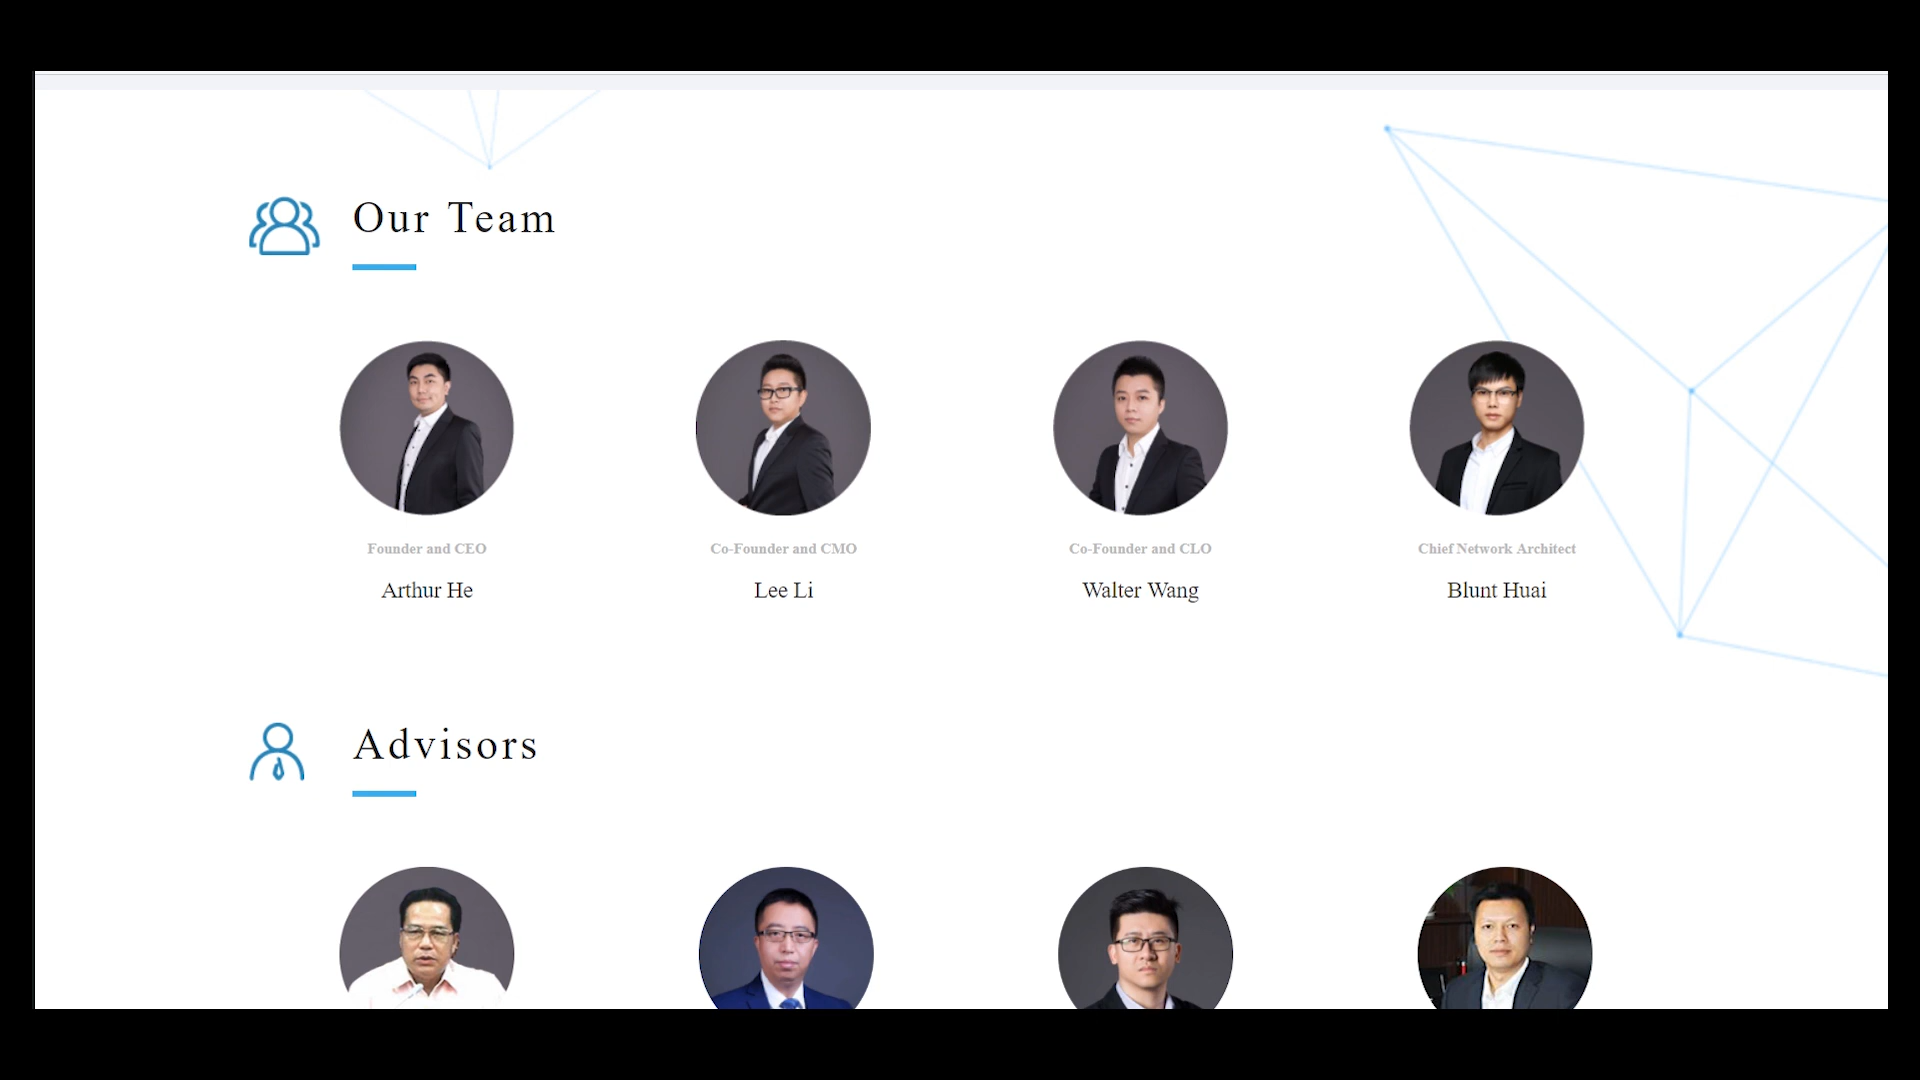 Our Team
Founder and CEO
Co-Founder and CMO
Co-Founder and CLO
Chief Network Architect
Arthur He
Lee Li
Walter Wang
Blunt Huai
Advisors